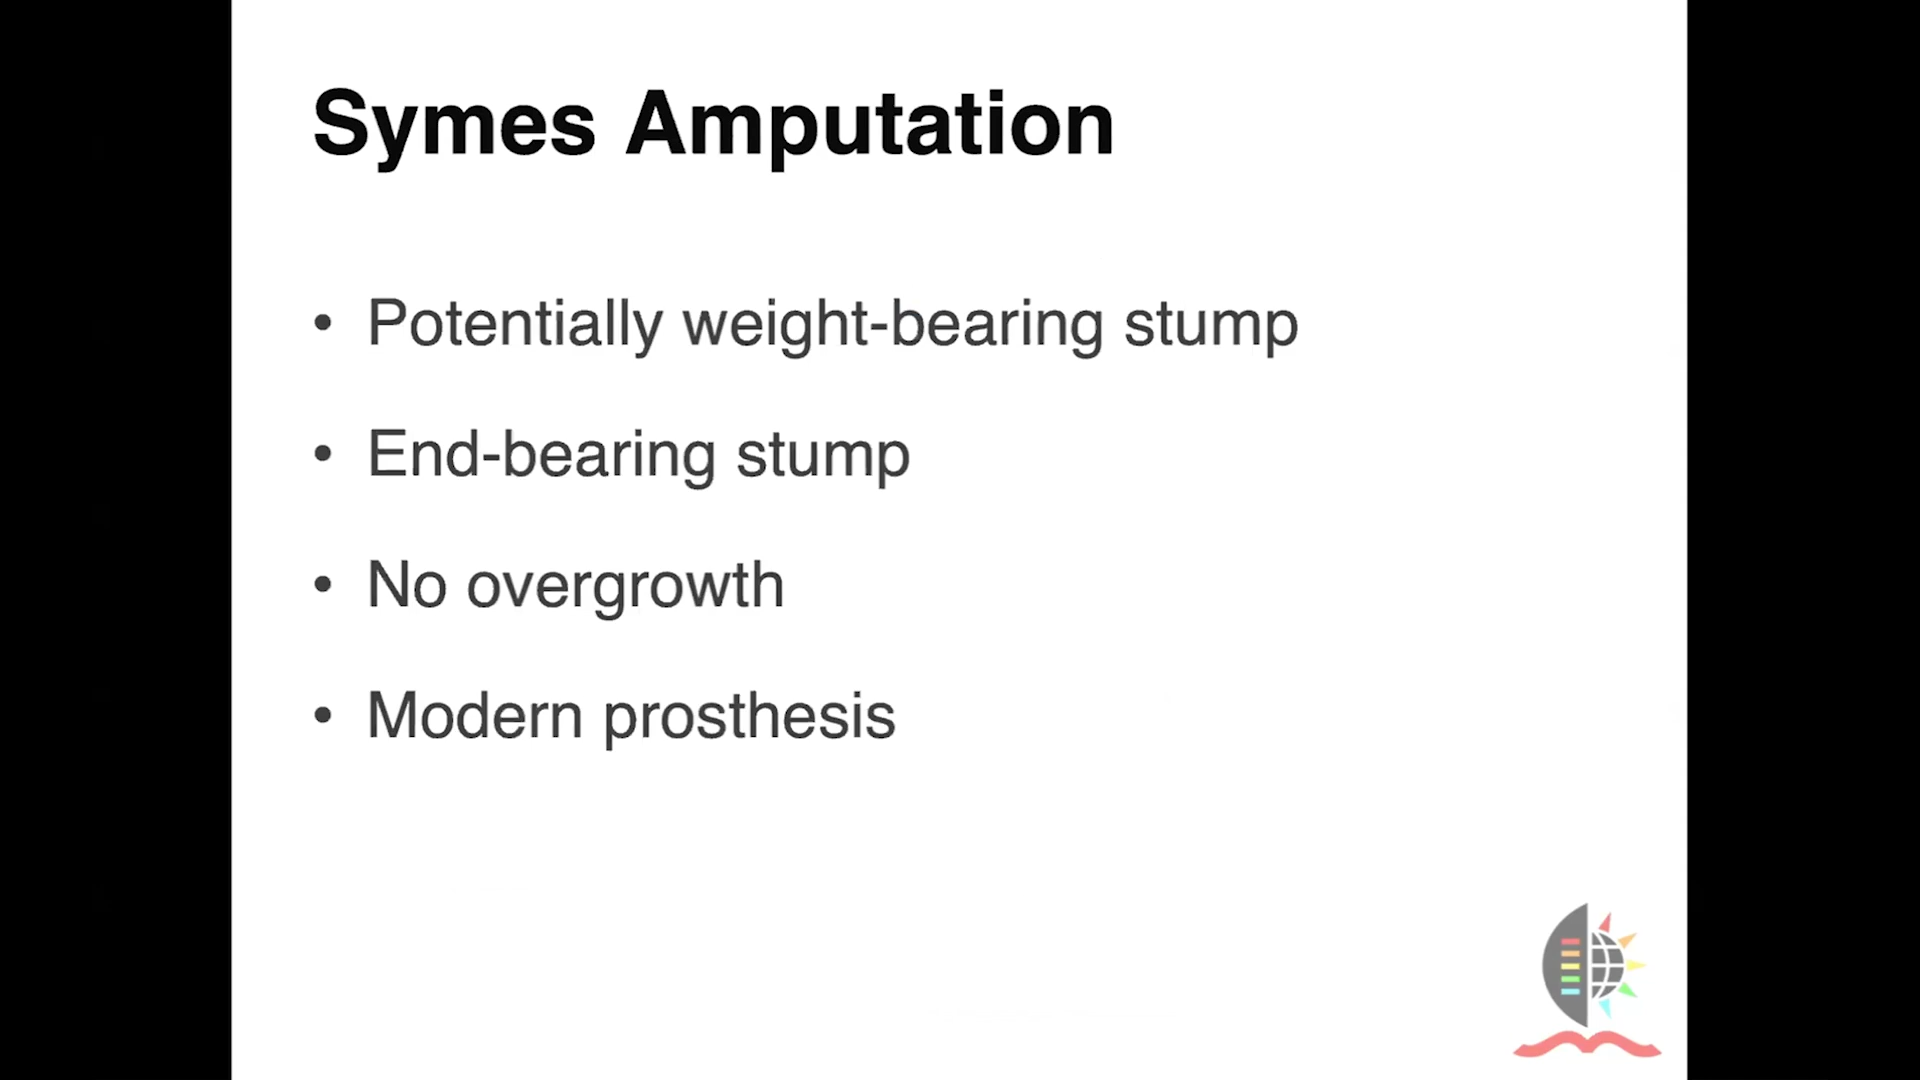 Symes Amputation
• Potentially weight-bearing stump
• End-bearing stump
• No overgrowth
• Modern prosthesis